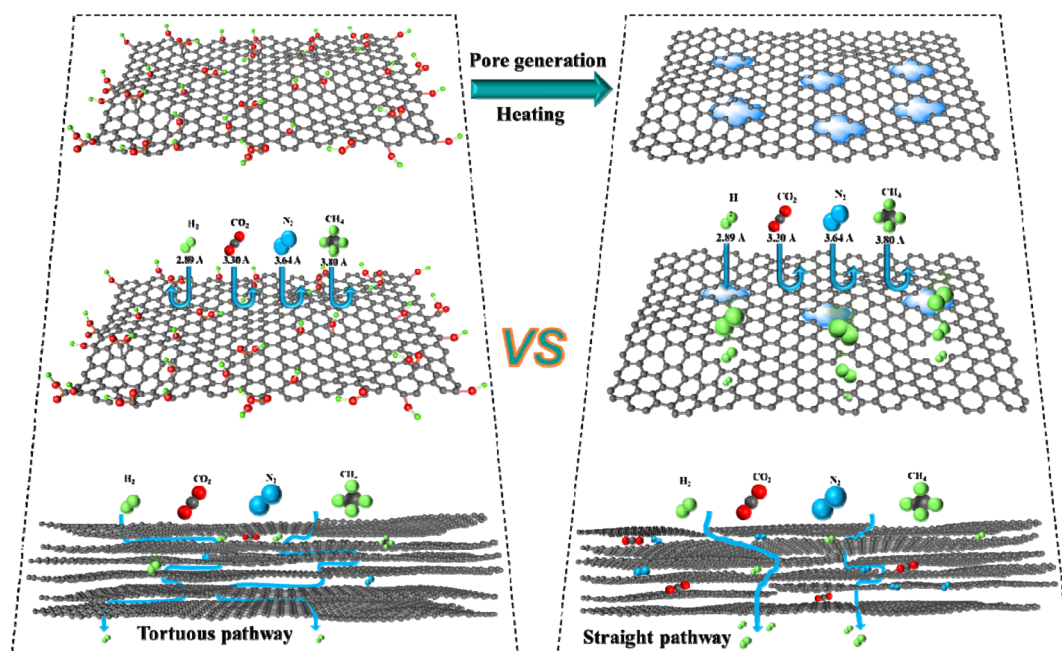 Pore generation
Heating
H₂
CO₂
N₂
CH₄
2.89 A
3.30 A
3.64 A
3.80 A
H
2
CO₂
N₂
CH₄
2.89 A
3.30 A
3.64 A
3.80 A
VS
H₂
CO₂
N₂
CH₄
H₂
CO₂
N₂
CH₄
Tortuous pathway
Straight pathway